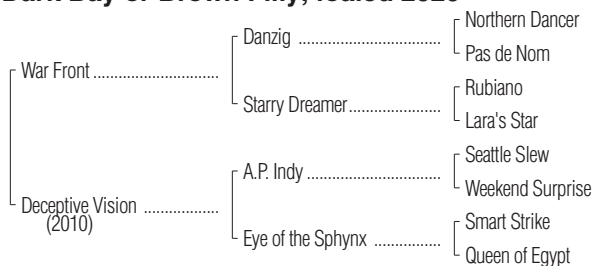 Dark Bay or Brown Filly; foaled 2020
Northern Dancer
Danzig ................................
Pas de Nom
War Front ............................
Rubiano
Starry Dreamer.....................
Lara's Star
Seattle Slew
A.P. Indy ..............................
Weekend Surprise
Deceptive Vision .................
(2010)
Smart Strike
Eye of the Sphynx ...............
Queen of Egypt